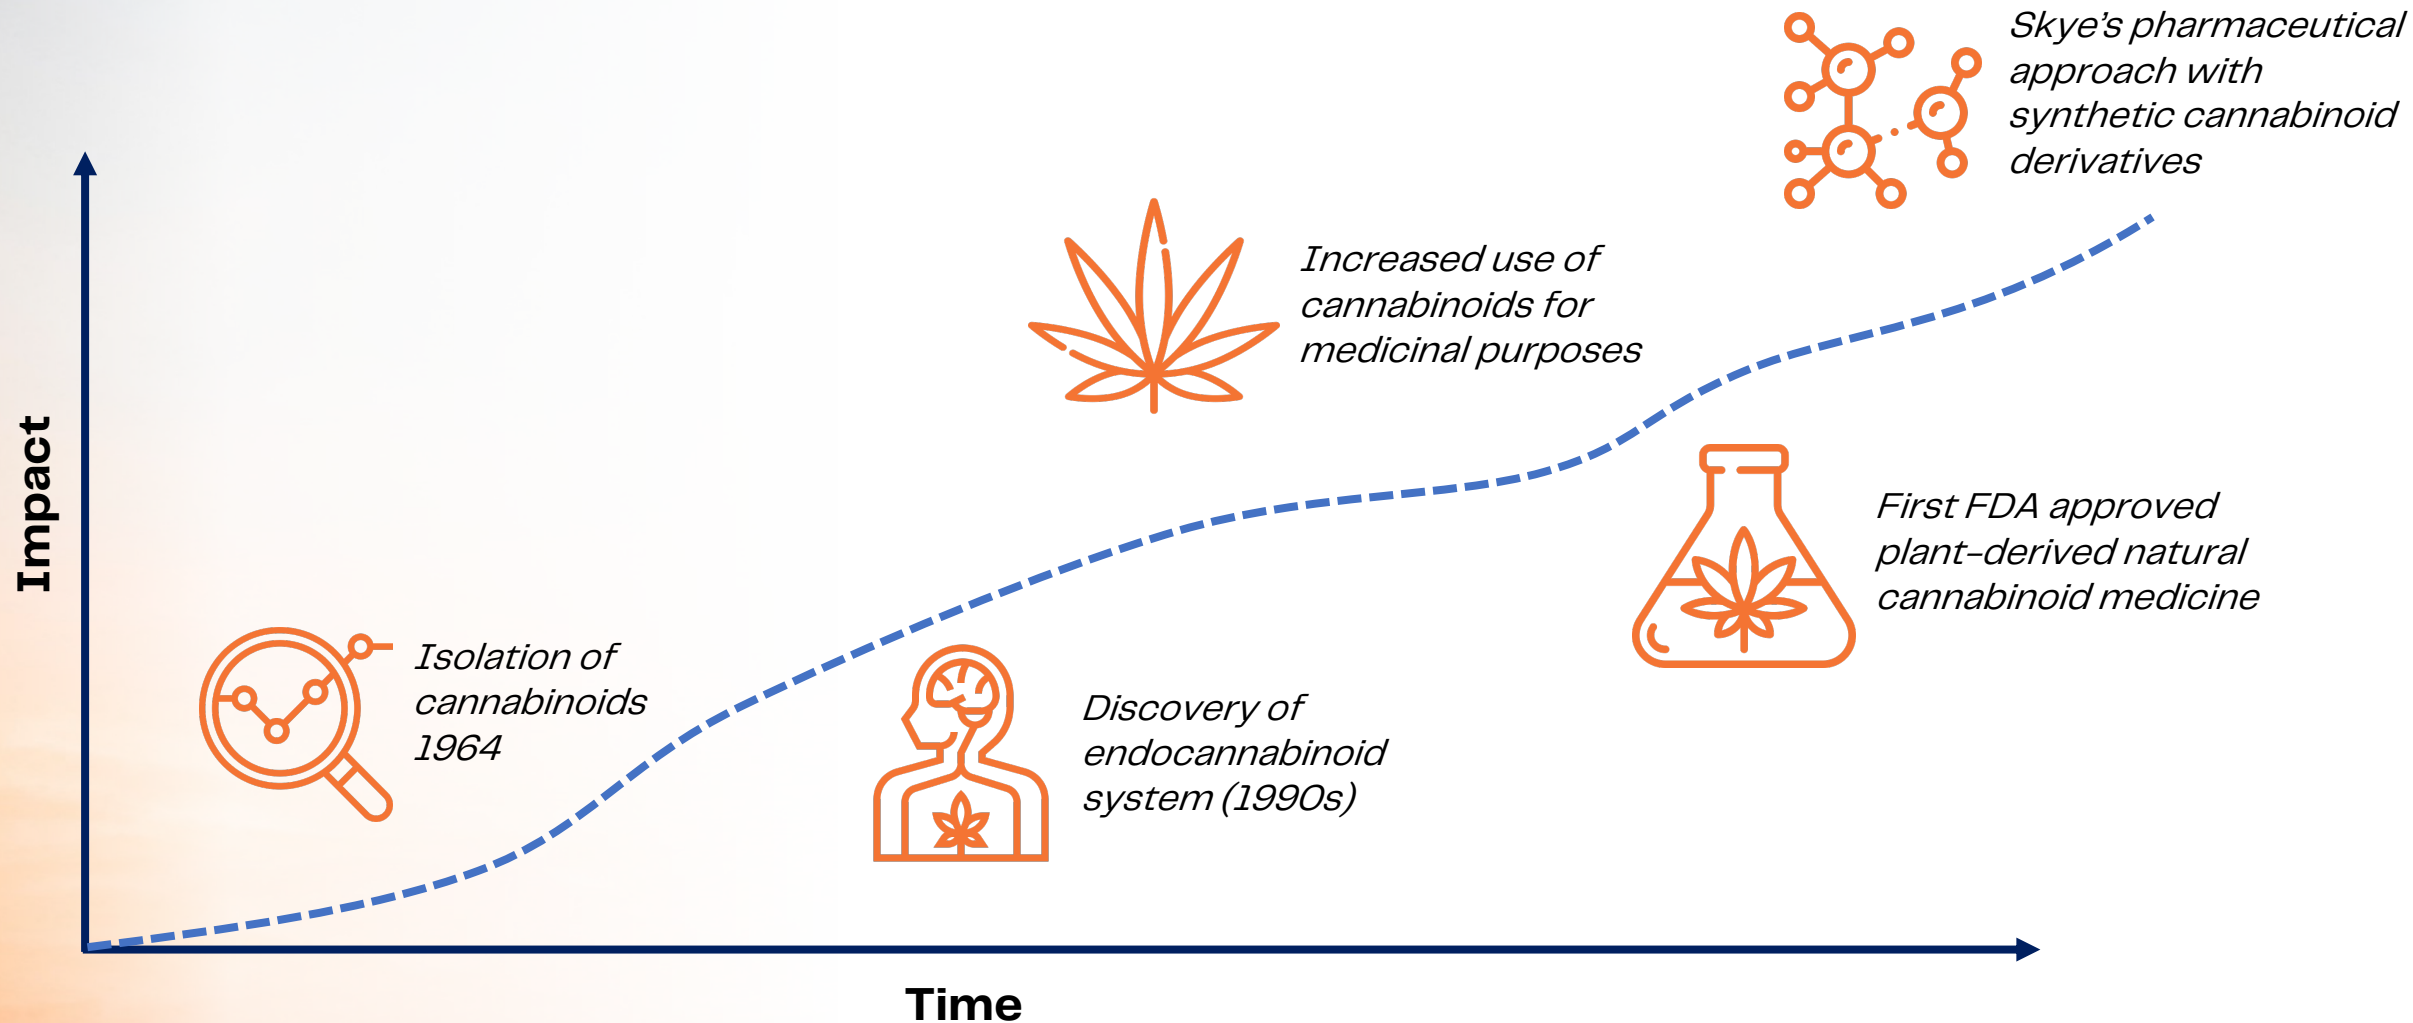 Skye’s pharmaceutical
approach with
synthetic cannabinoid
derivatives
Increased use of
cannabinoids for
medicinal purposes
First FDA approved
plant-derived natural
cannabinoid medicine
Impact
Isolation of
cannabinoids
1964
Discovery of
endocannabinoid
system (1990s)
Time